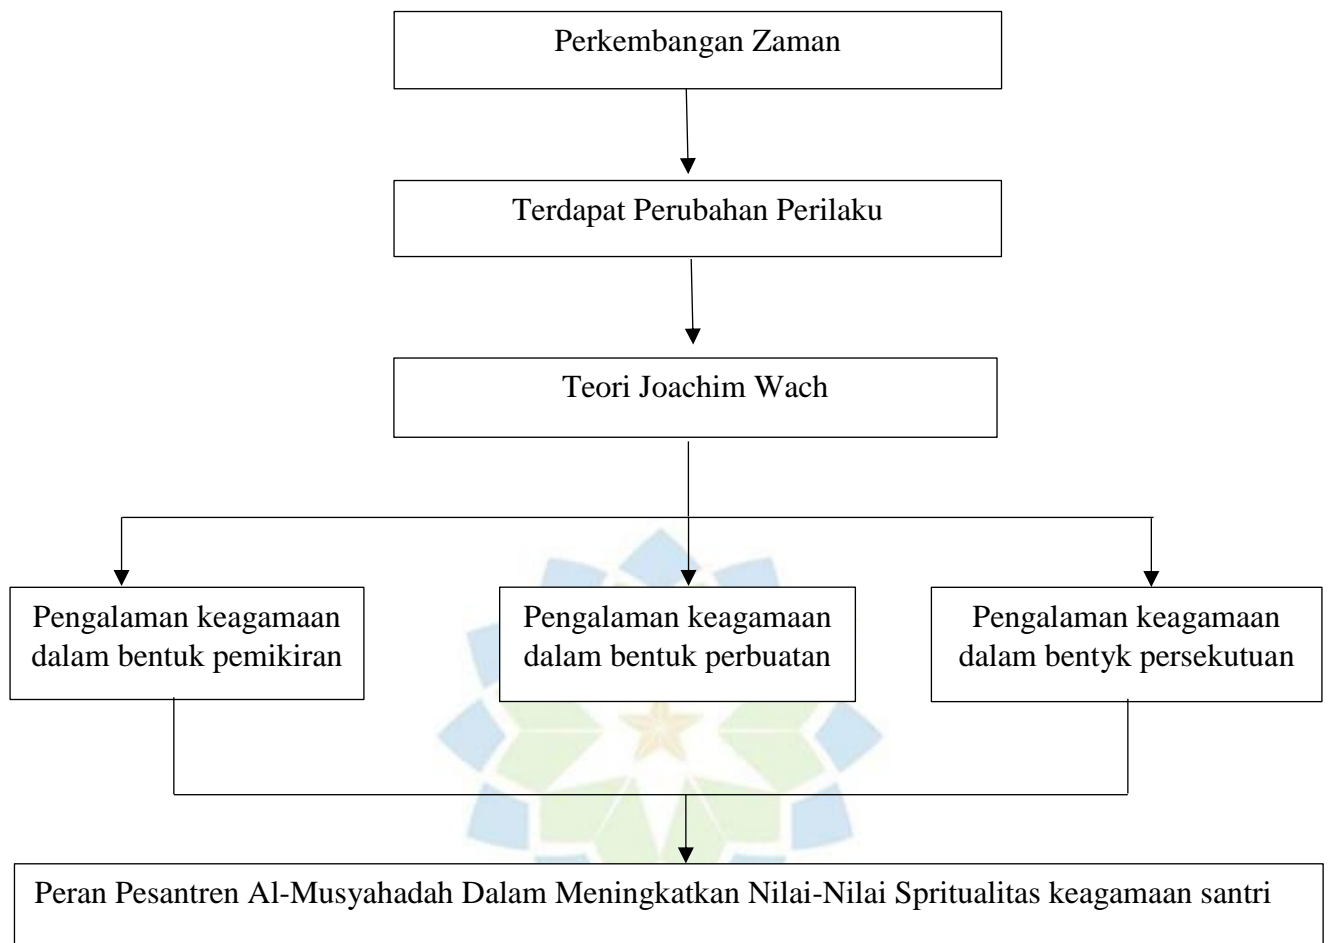 Perkembangan Zaman
Terdapat Perubahan Perilaku
Teori Joachim Wach
Pengalaman keagamaan
dalam bentuk pemikiran
Pengalaman keagamaan
dalam bentuk perbuatan
Pengalaman keagamaan
dalam bentyk persekutuan
Peran Pesantren Al-Musyahadah Dalam Meningkatkan Nilai-Nilai Spritualitas keagamaan santri